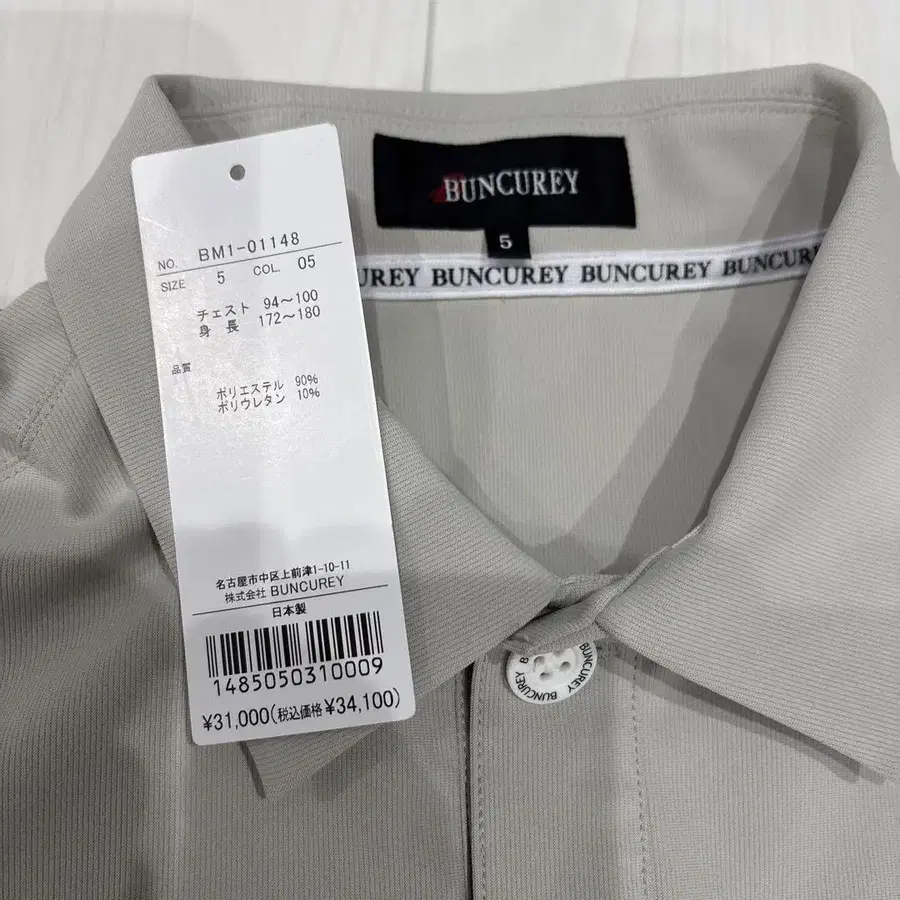 BUNCUREY
5
UREY BUNCUREY BUNCUREY BUNCUREY
NO. BM1-01148
SIZE 5 COL. 05
チェスト 94～100
身長 172～180
品質
ポリエステル 90%
ポリウレタン 10%
名古屋市中区上前津1-10-11
株式会社 BUNCUREY
日本製
1485050310009
¥31,000(税込価格¥34,100)
BUNCUREY BUNCUREY